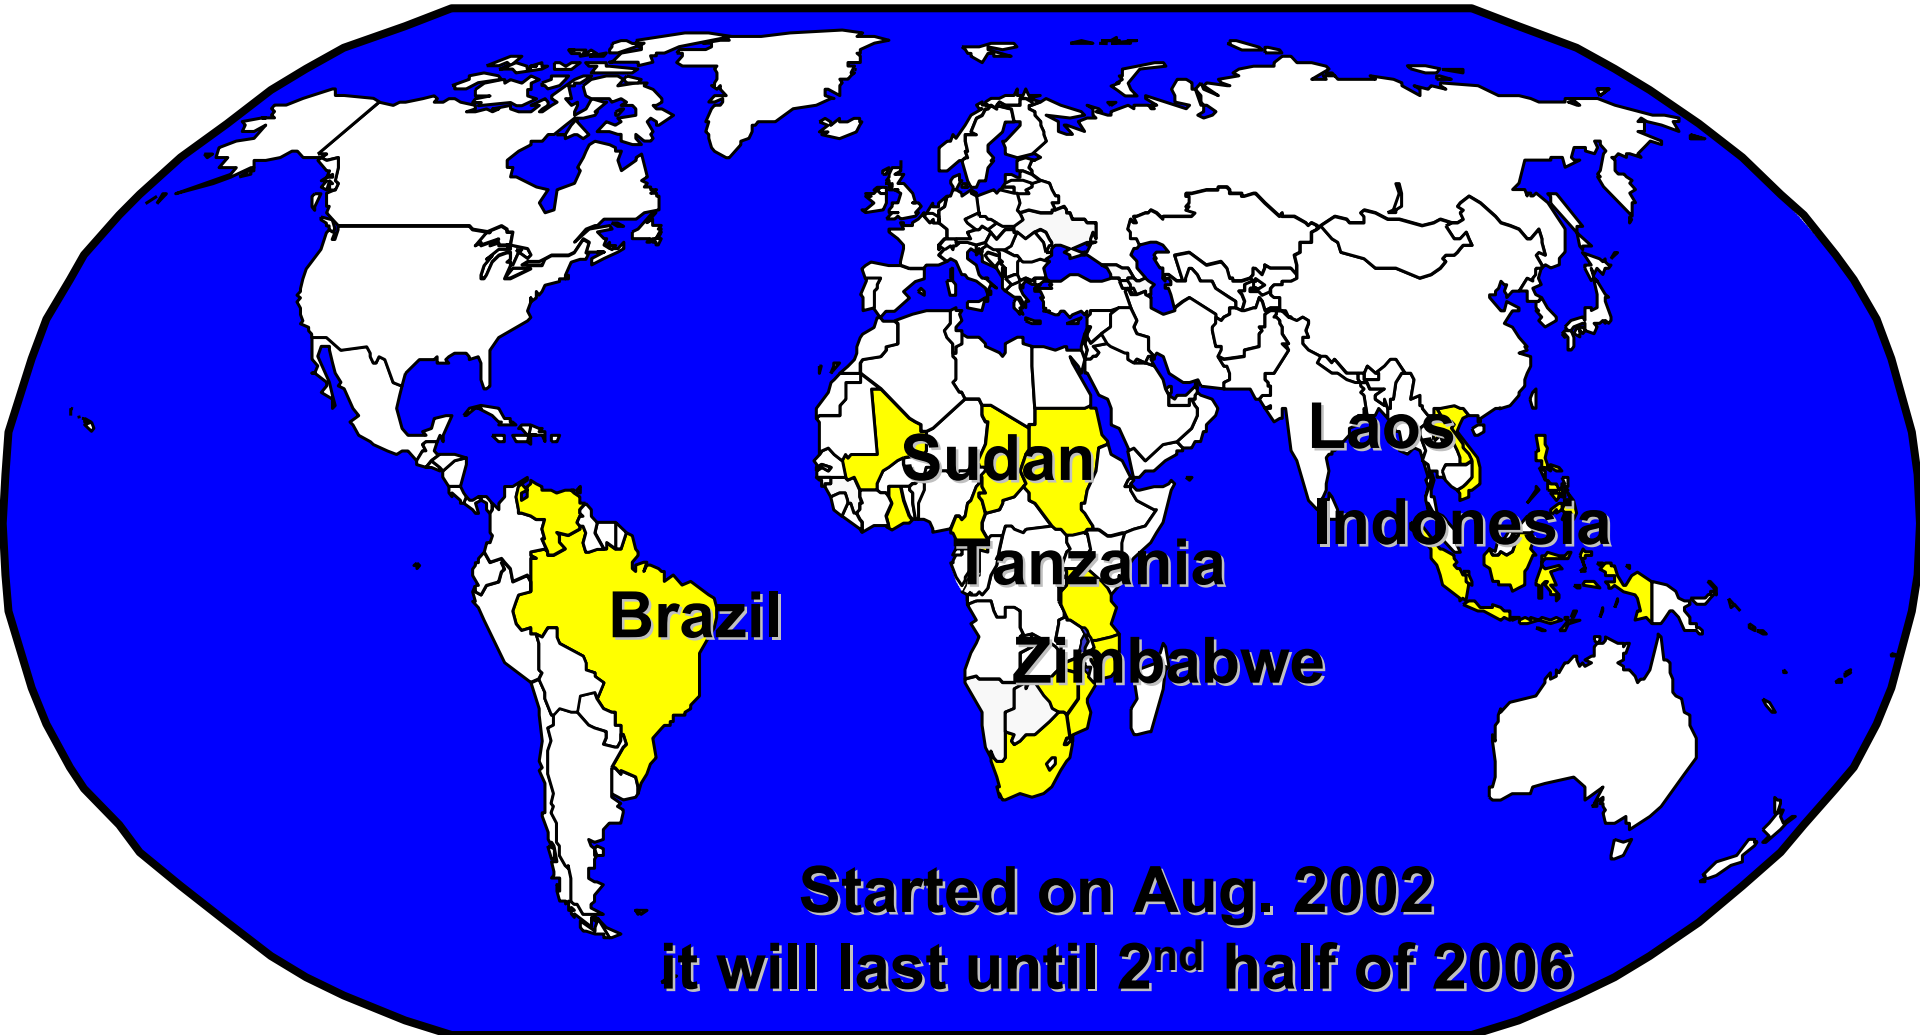 Laos
Sudan
Indonesia
Tanzania
Brazil
Zimbabwe
Started on Aug. 2002
it will last until 2nd half of 2006